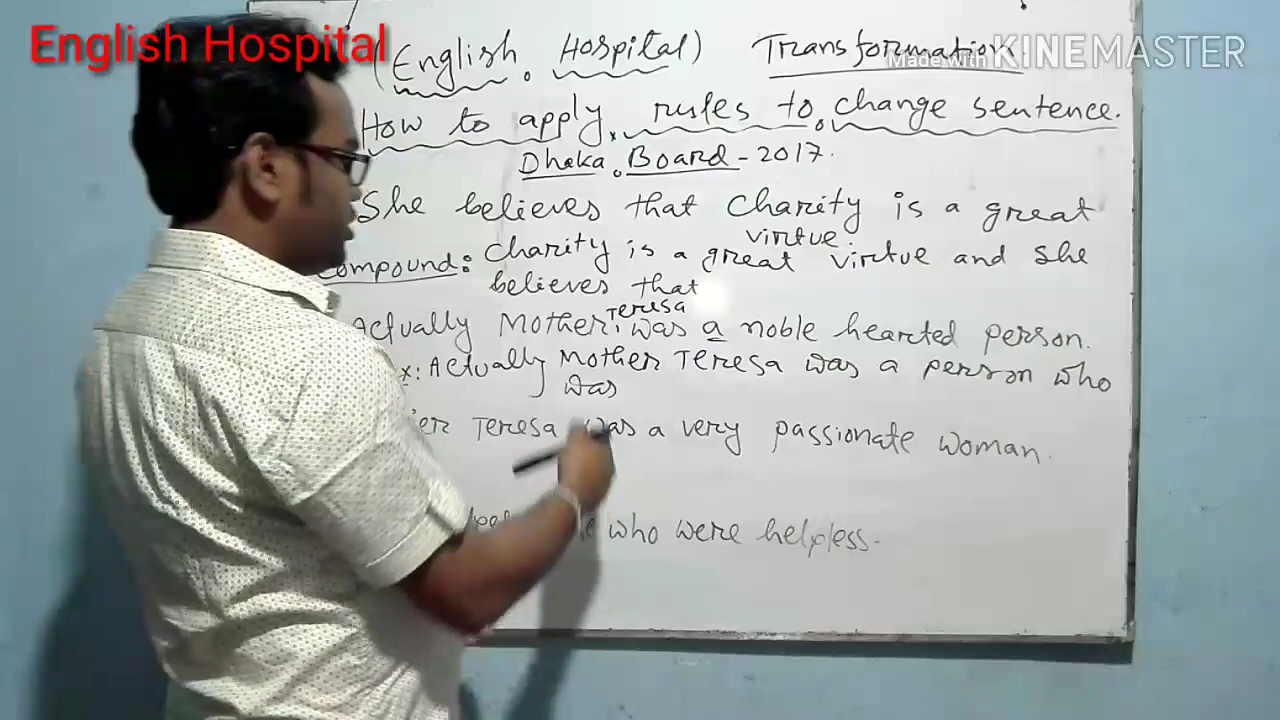 English Hospital
Made with KINEMASTER
(English Hospital) Transformation
How to apply rules to change sentence.
Dhaka Board - 2017.
She believes that charity is a great
virtue
compound: charity is a great virtue and she
believes that
Actually Mother Teresa was a noble hearted person.
x: Actually Mother Teresa was a person who
was
Teresa was a very passionate woman.
who were helpless.